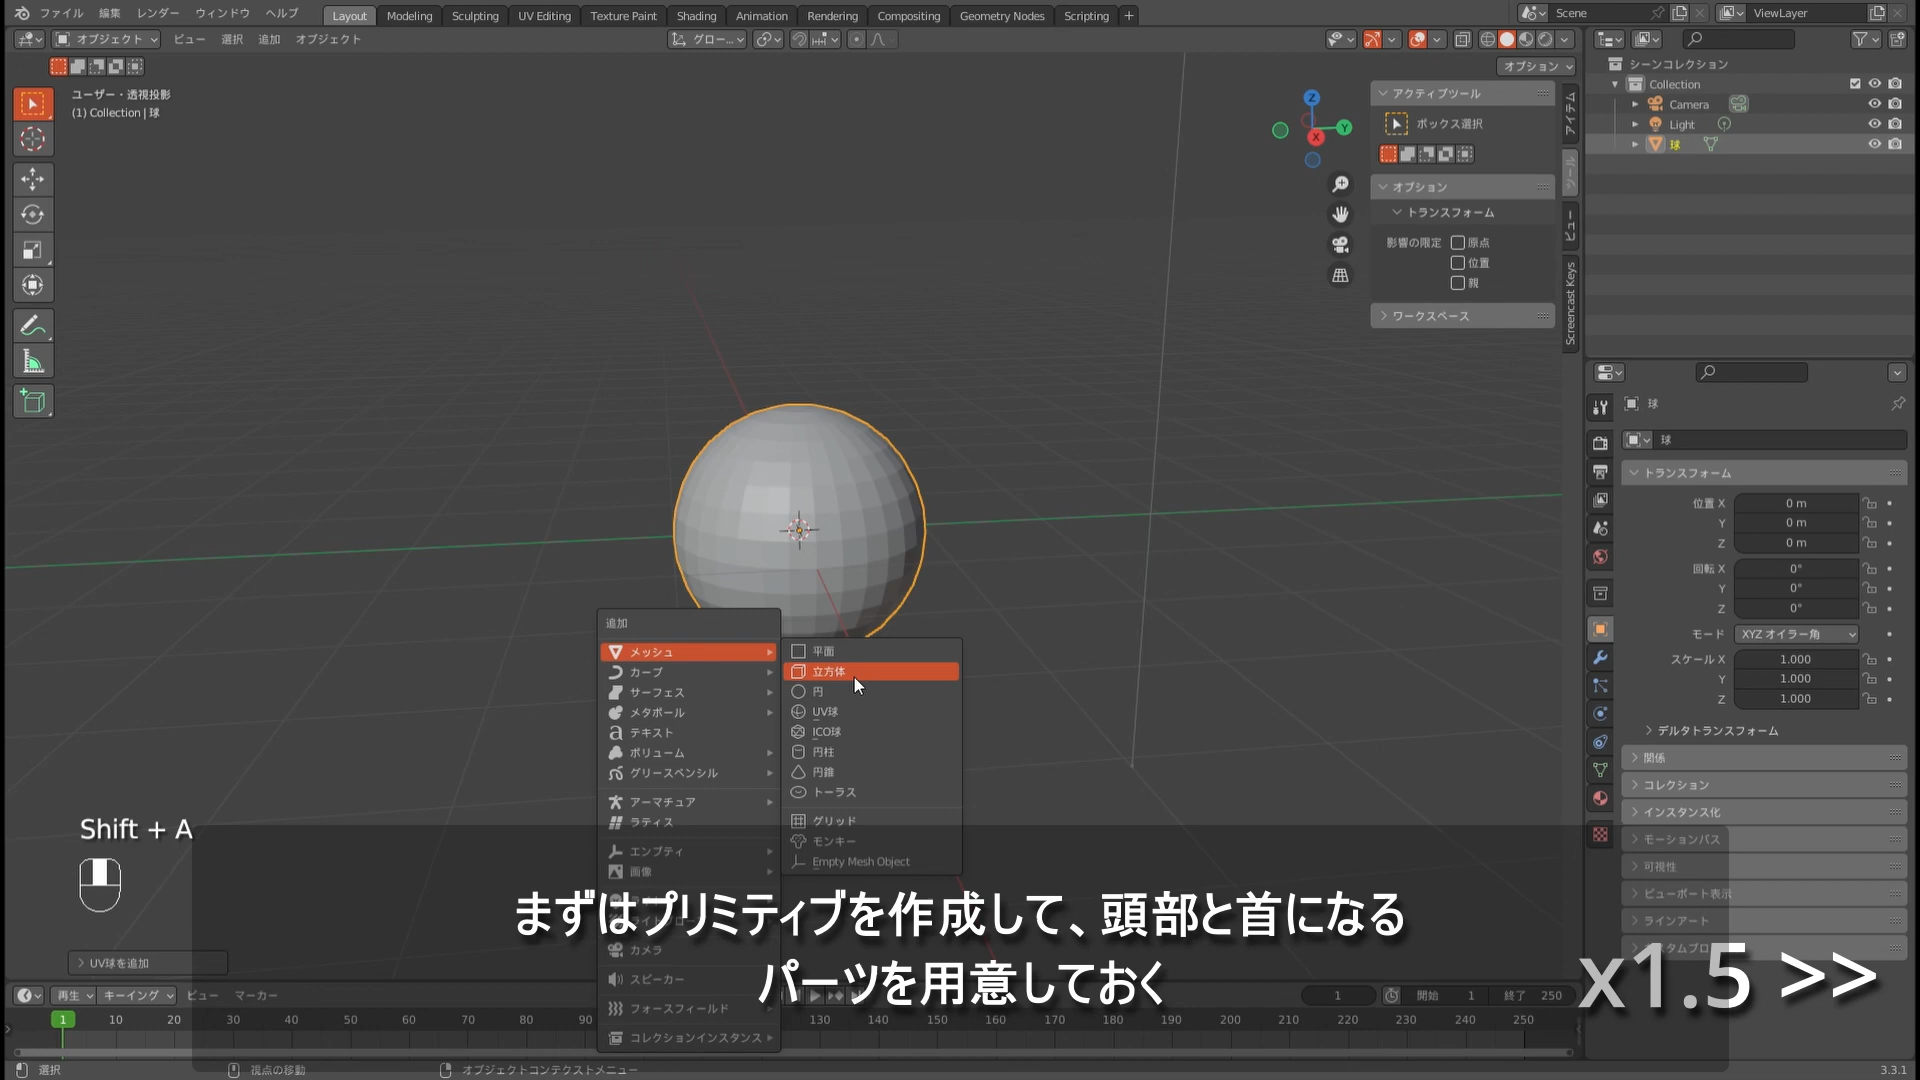 ファイル 編集 レンダー ウィンドウ ヘルプ Layout Modeling Sculpting UV Editing Texture Paint Shading Animation Rendering Compositing Geometry Nodes Scripting + Scene ViewLayer
オブジェクト ビュー 選択 追加 オブジェクト グロー...
オプション
ユーザー・透視投影
(1) Collection | 球
Z
Y
X
アクティブツール
ボックス選択
オプション
トランスフォーム
影響の限定 原点
位置
親
ワークスペース
アイテム
ツール
ビュー
Screencast Keys
シーンコレクション
Collection
Camera
Light
球
球
球
トランスフォーム
位置 X 0 m
Y 0 m
Z 0 m
回転 X 0°
Y 0°
Z 0°
モード XYZ オイラー角
スケール X 1.000
Y 1.000
Z 1.000
デルタトランスフォーム
関係
コレクション
インスタンス化
モーションパス
可視性
ビューポート表示
ラインアート
追加
メッシュ
カーブ
サーフェス
メタボール
テキスト
ボリューム
グリースペンシル
アーマチュア
ラティス
エンプティ
画像
カメラ
スピーカー
フォースフィールド
コレクションインスタンス
平面
立方体
円
UV球
ICO球
円柱
円錐
トーラス
グリッド
モンキー
Empty Mesh Object
Shift + A
まずはプリミティブを作成して、頭部と首になる
パーツを用意しておく
x1.5 >>
UV球を追加
再生 キーイング ビュー マーカー 1 開始 1 終了 250
1 10 20 30 40 50 60 70 80 90 130 140 150 160 170 180 190 200 210 220 230 240 250
選択 視点の移動 オブジェクトコンテクストメニュー 3.3.1